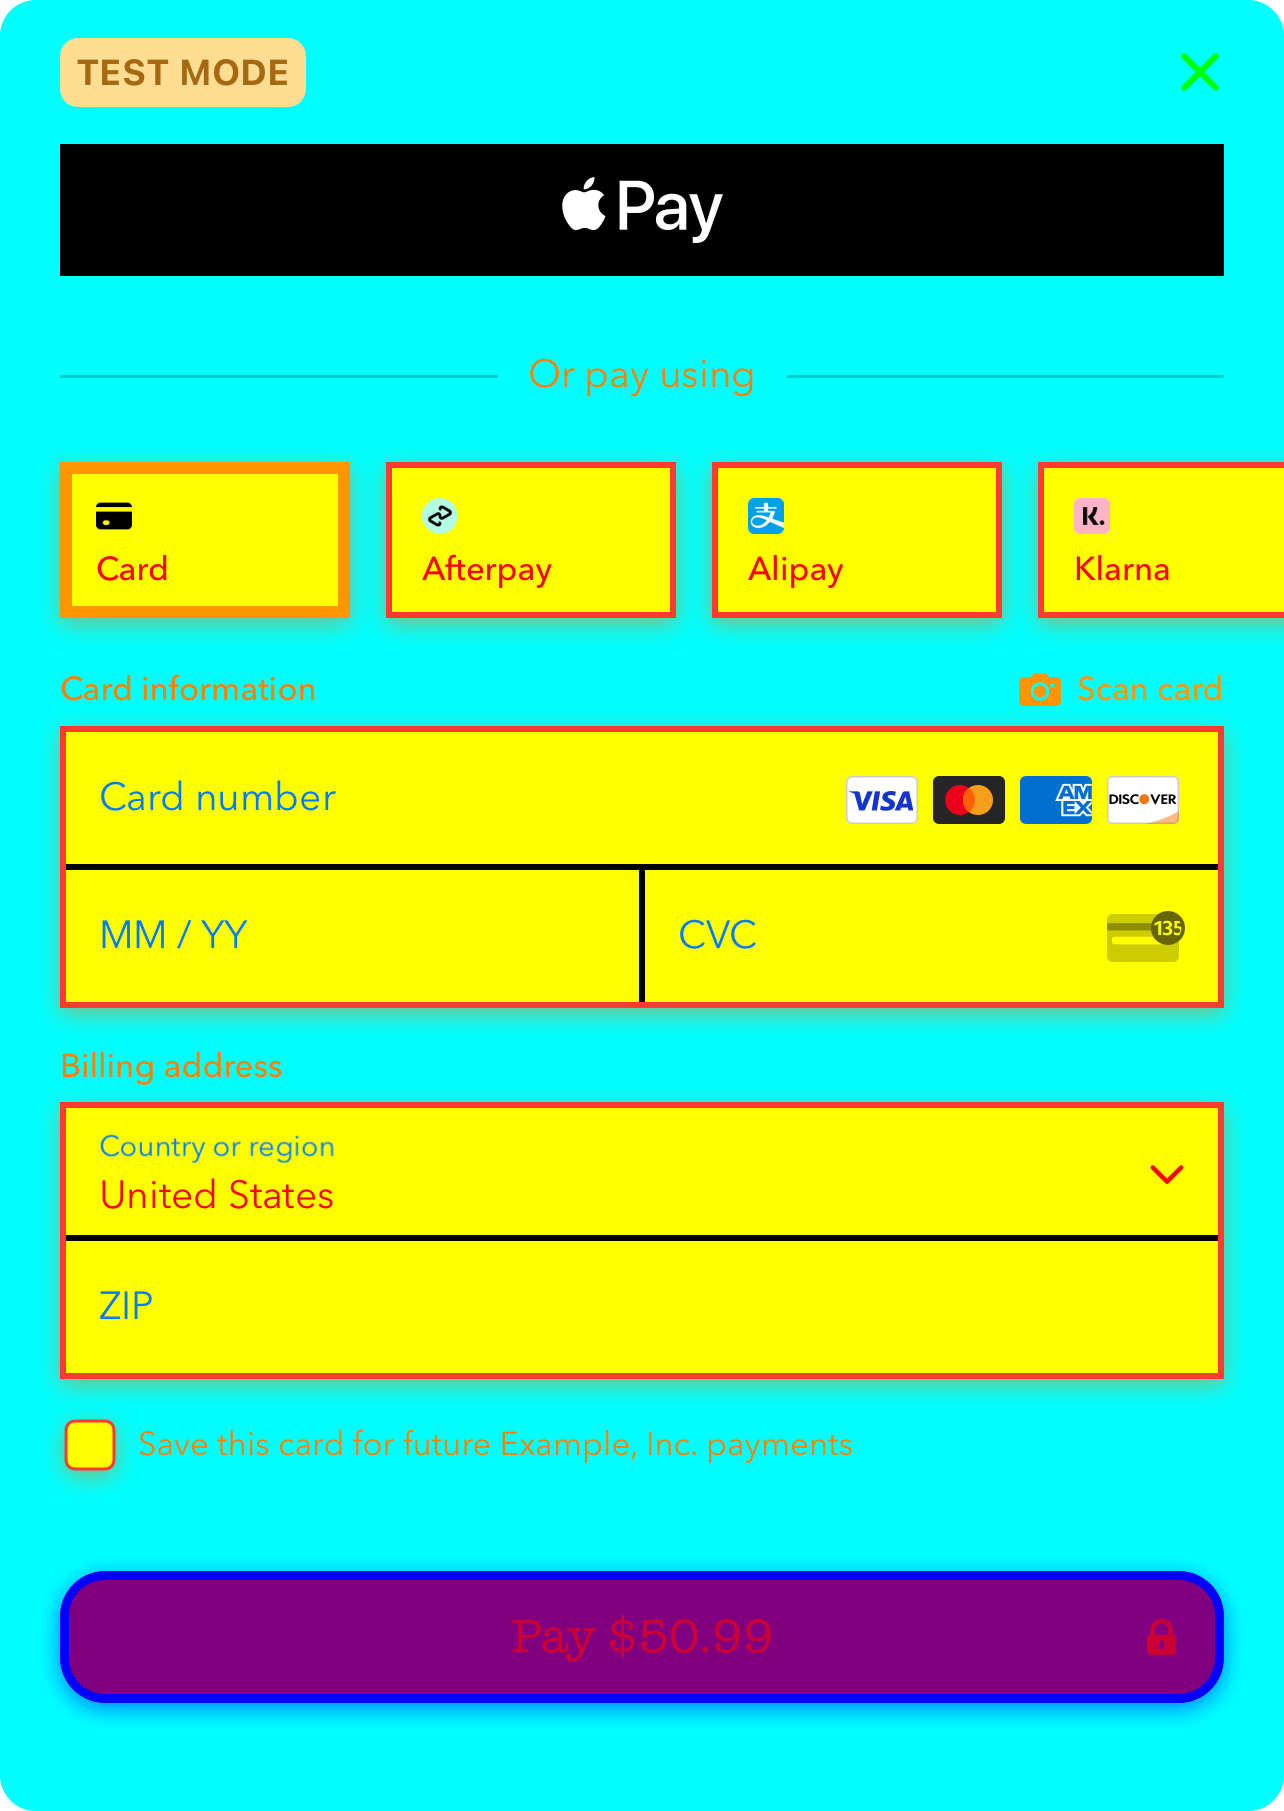 TEST MODE
Pay
Or pay using
Card
Afterpay
Alipay
Klarna
Card information
Scan card
Card number
VISA
AM
EX
DISCOVER
MM / YY
CVC
135
Billing address
Country or region
United States
ZIP
Save this card for future Example, Inc. payments
Pay $50.99